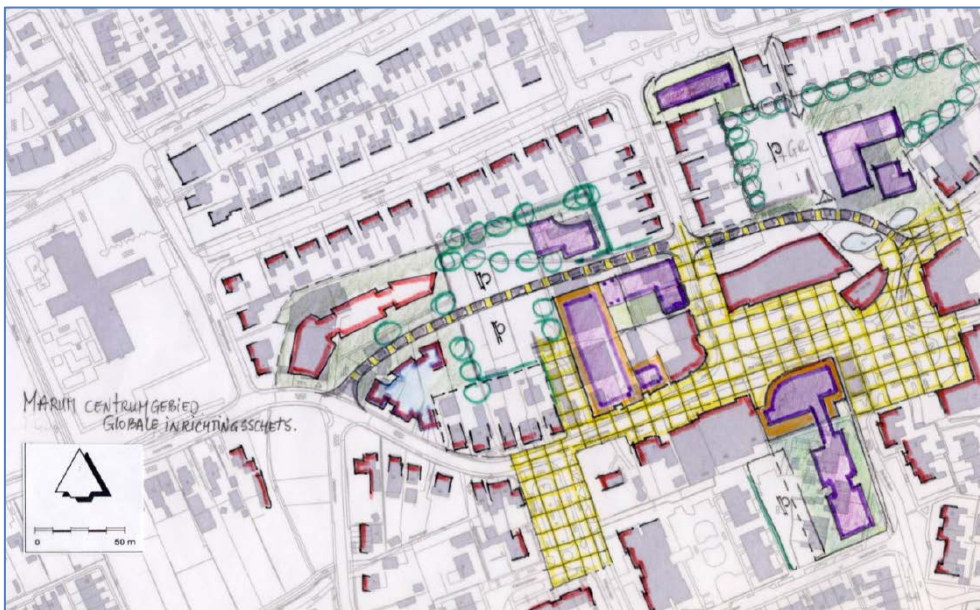 MARUM CENTRUMGEBIED
GLOBALE INRICHTINGSSCHETS.
0 50 m
P
P
P+GR.
P